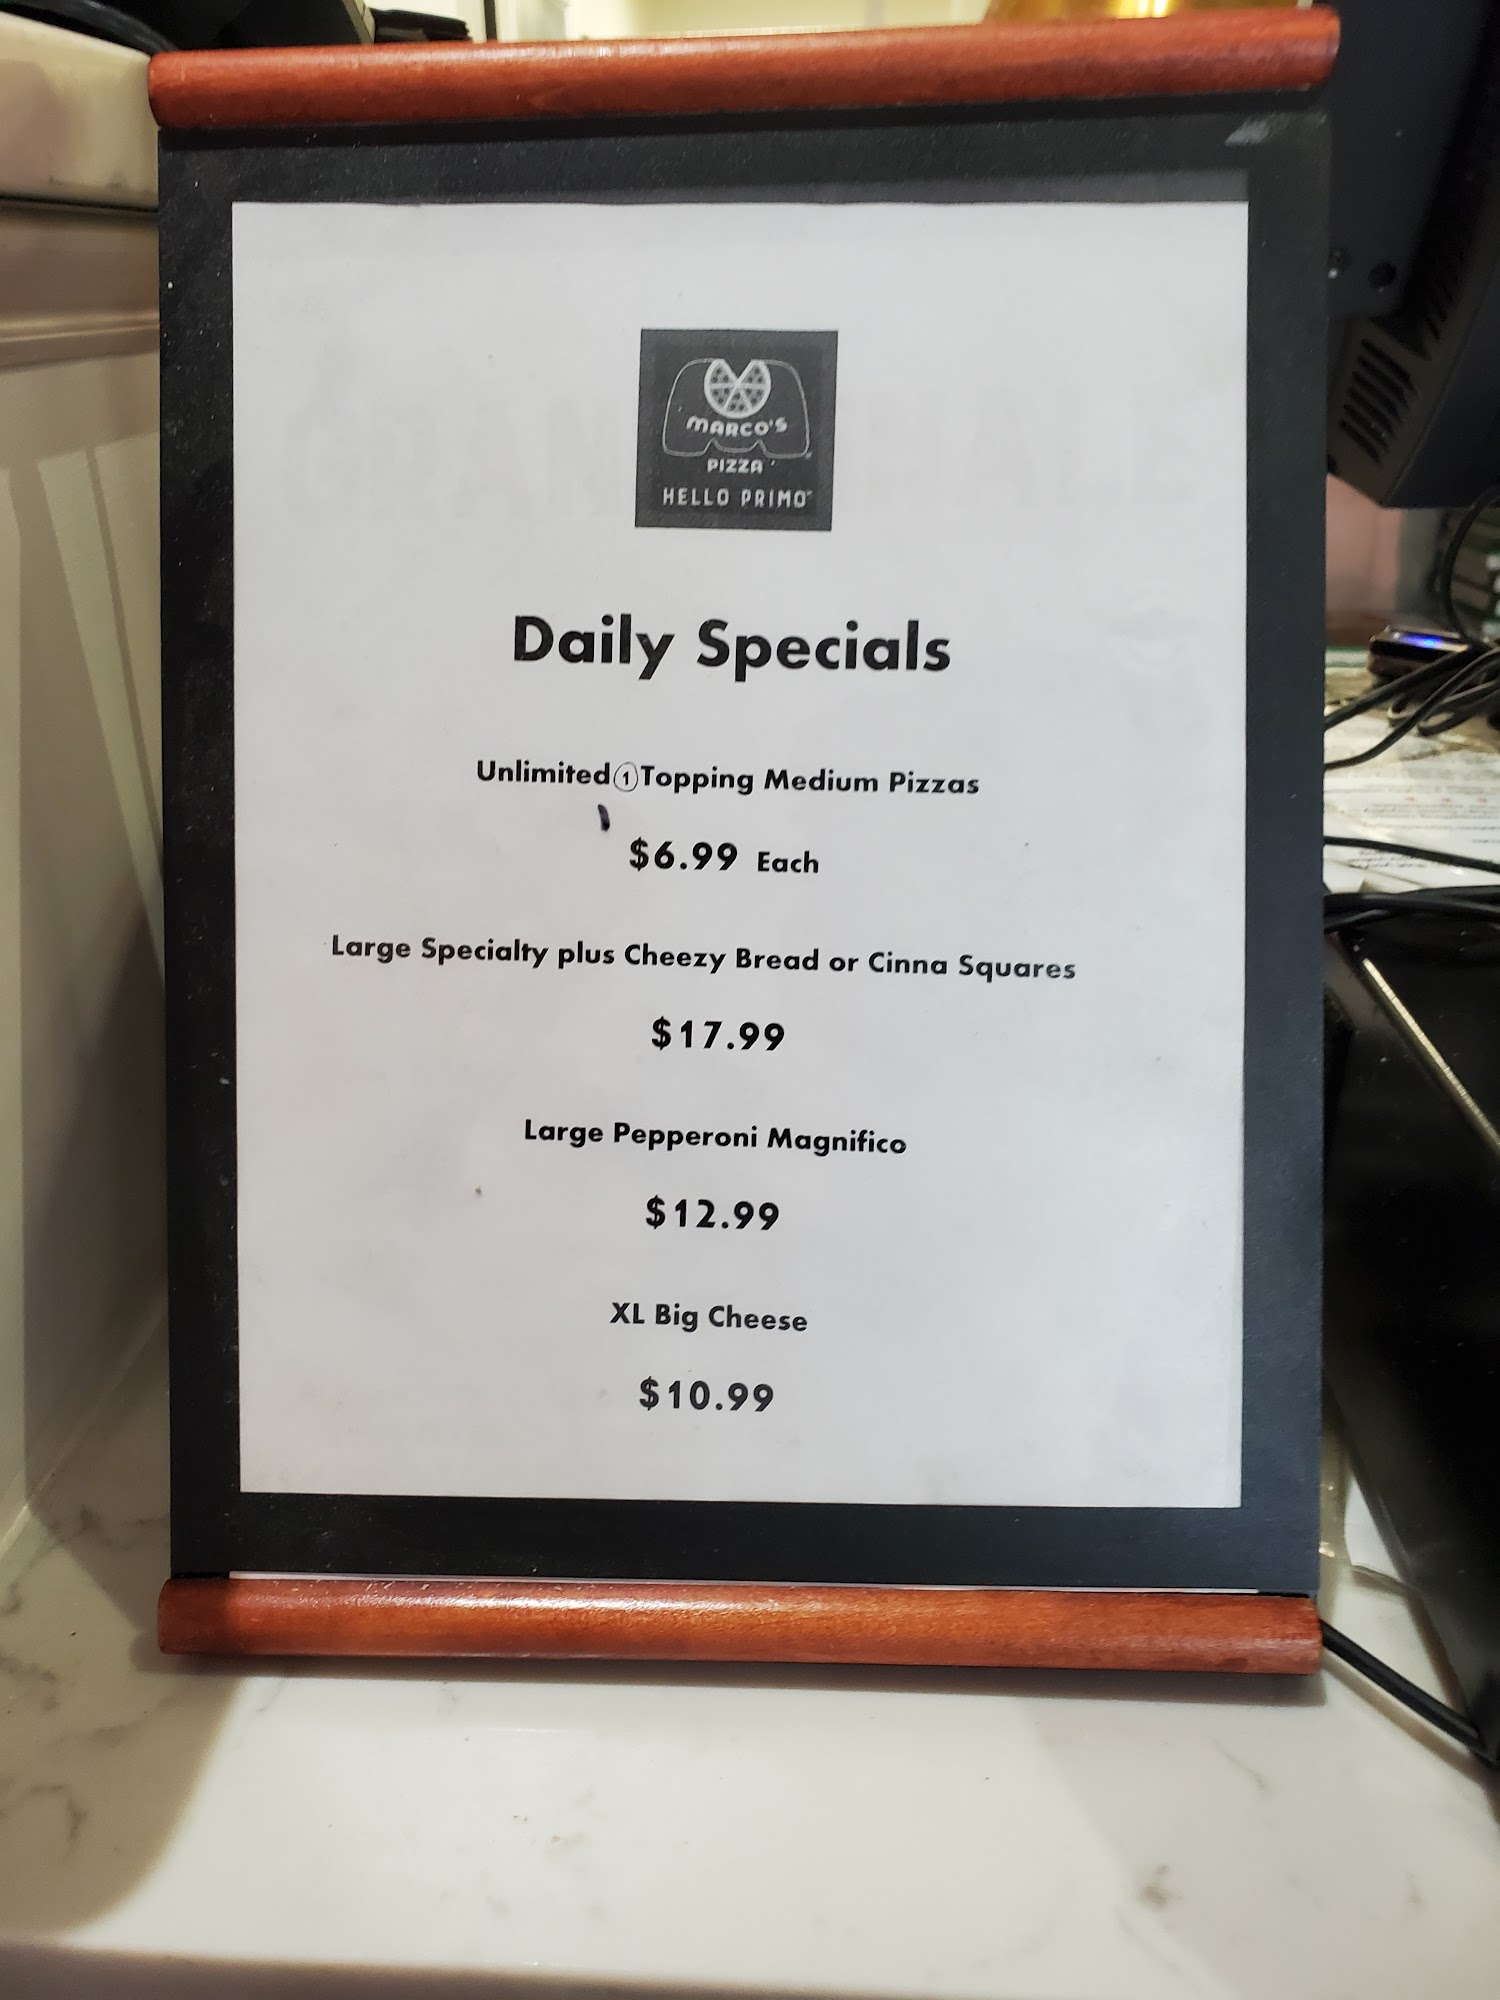 MARCO'S
PIZZA
HELLO PRIMO
Daily Specials
Unlimited 1 Topping Medium Pizzas
$6.99 Each
Large Specialty plus Cheezy Bread or Cinna Squares
$17.99
Large Pepperoni Magnifico
$12.99
XL Big Cheese
$10.99